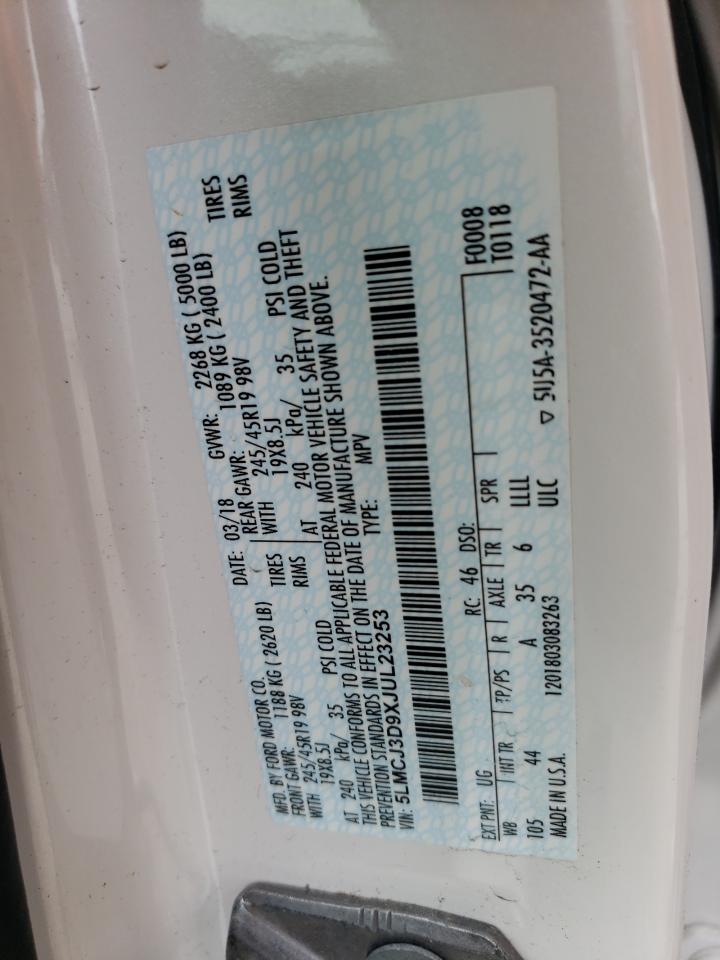 MFD. BY FORD MOTOR CO.
DATE: 03/18 GVWR: 2268 KG ( 5000 LB)
FRONT GAWR: 1188 KG ( 2620 LB) REAR GAWR: 1089 KG ( 2400 LB)
WITH 245/45R19 98V TIRES WITH 245/45R19 98V TIRES
19X8.5J RIMS 19X8.5J RIMS
AT 240 kPa/ 35 PSI COLD AT 240 kPa/ 35 PSI COLD
THIS VEHICLE CONFORMS TO ALL APPLICABLE FEDERAL MOTOR VEHICLE SAFETY AND THEFT
PREVENTION STANDARDS IN EFFECT ON THE DATE OF MANUFACTURE SHOWN ABOVE.
VIN: 5LMCJ3D9XJUL23253 TYPE: MPV
EXT PNT: UG RC: 46 DSO: F0008
WB INT TR TP/PS R AXLE TR SPR T0118
105 44 A 35 6 LLLL
ULC
MADE IN U.S.A. 1201803083263 5U5A-3520472-AA